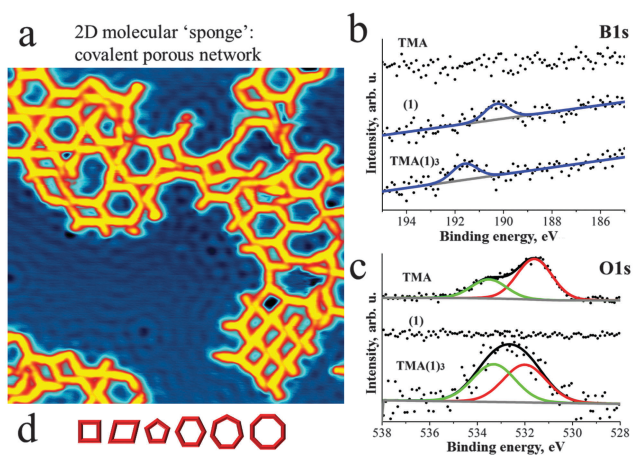 a
2D molecular 'sponge':
covalent porous network
b
B1s
TMA
(1)
TMA(1)3
Intensity, arb. u.
194 192 190 188 186
Binding energy, eV
c
O1s
TMA
(1)
TMA(1)3
Intensity, arb. u.
538 536 534 532 530 528
Binding energy, eV
d